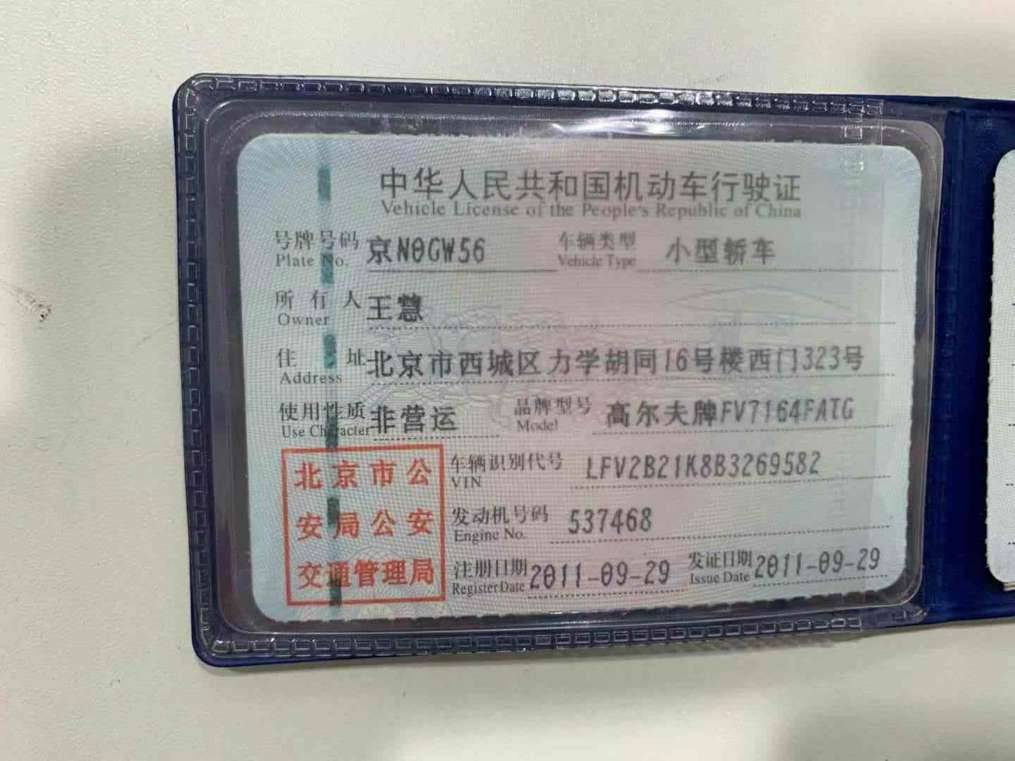 中华人民共和国机动车行驶证
Vehicle License of the People's Republic of China
号牌号码 京N0GW56 车辆类型 小型轿车
Plate No. Vehicle Type
所有人 王慧
Owner
住址 北京市西城区力学胡同16号楼西门323号
Address
使用性质 非营运 品牌型号 高尔夫牌FV7164FATG
Use Character Model
北京市公
安局公安
交通管理局
车辆识别代号 LFV2B21K8B3269582
VIN
发动机号码 537468
Engine No.
注册日期 2011-09-29 发证日期 2011-09-29
Register Date Issue Date